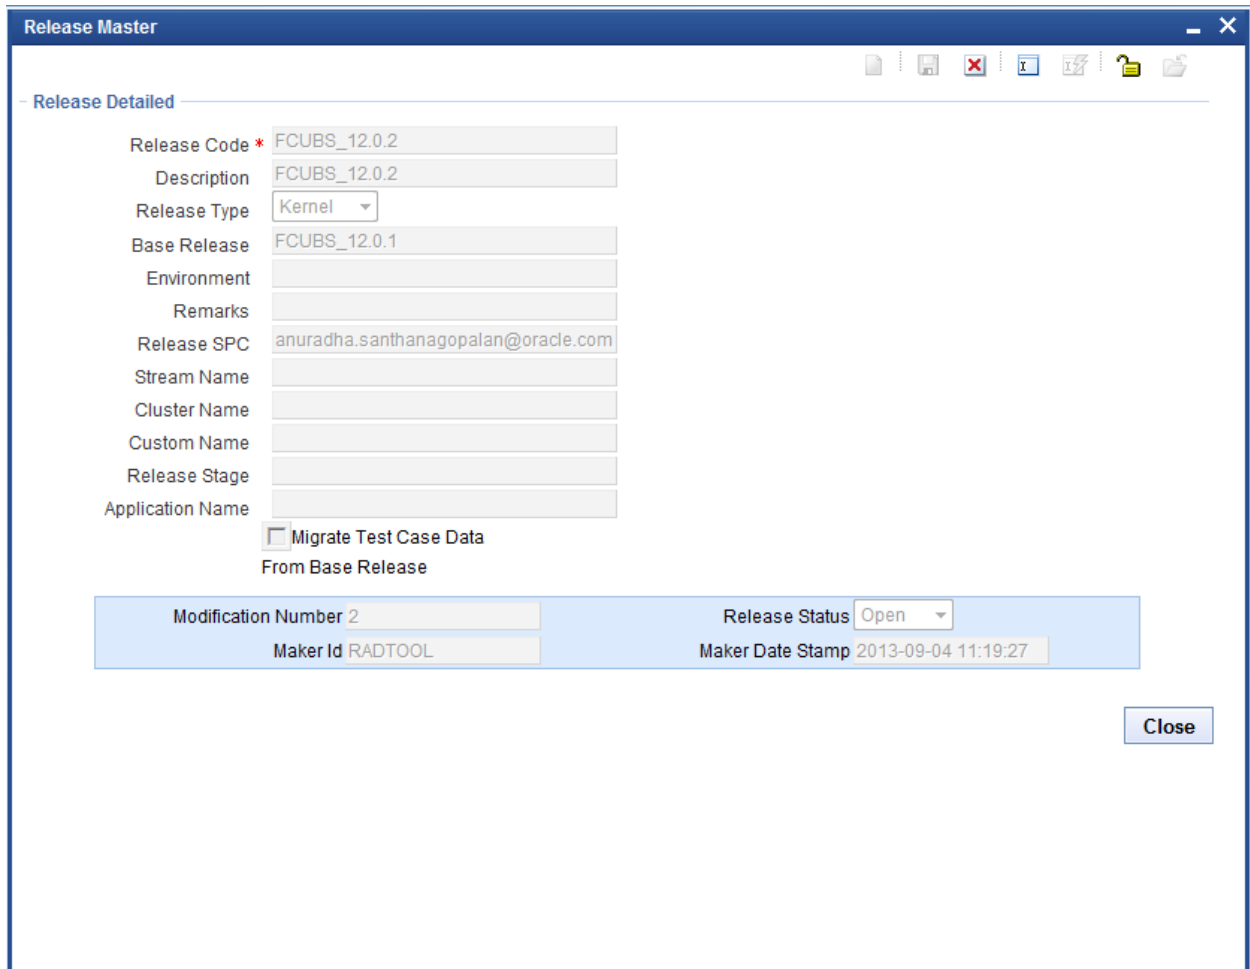 Release Master
Release Detailed
Release Code * FCUBS_12.0.2
Description FCUBS_12.0.2
Release Type Kernel
Base Release FCUBS_12.0.1
Environment
Remarks
Release SPC anuradha.santhanagopalan@oracle.com
Stream Name
Cluster Name
Custom Name
Release Stage
Application Name
Migrate Test Case Data
From Base Release
Modification Number 2 Release Status Open
Maker Id RADTOOL Maker Date Stamp 2013-09-04 11:19:27
Close